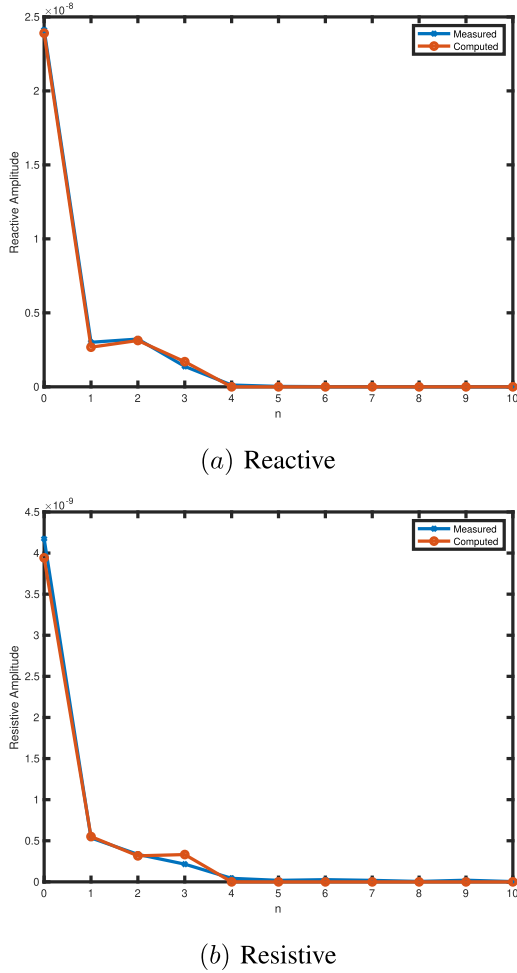 ×10-8
2.5
2
1.5
1
0.5
0
Reactive Amplitude
Measured
Computed
0 1 2 3 4 5 6 7 8 9 10
n
(a) Reactive
×10-9
4.5
4
3.5
3
2.5
2
1.5
1
0.5
0
Resistive Amplitude
Measured
Computed
0 1 2 3 4 5 6 7 8 9 10
n
(b) Resistive